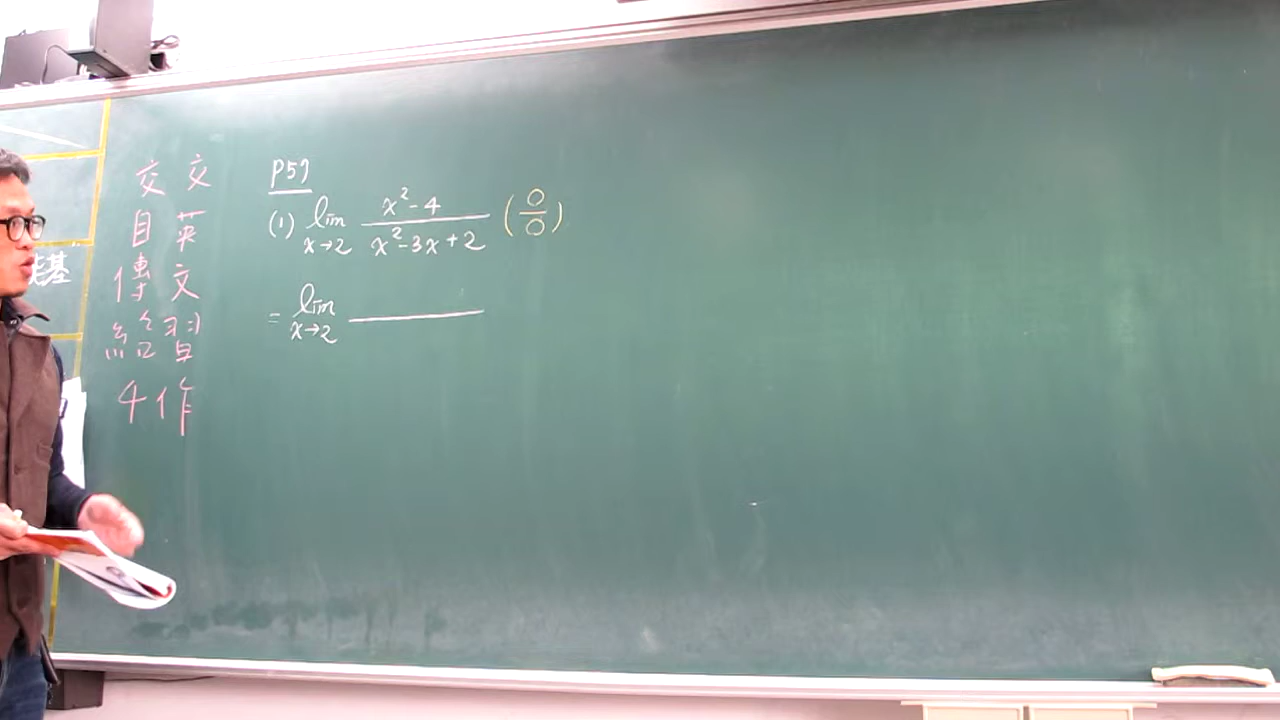 交英文習作
交自傳給4
P57
(1) lim x→2 (x²-4)/(x²-3x+2) (0/0)
= lim x→2
基